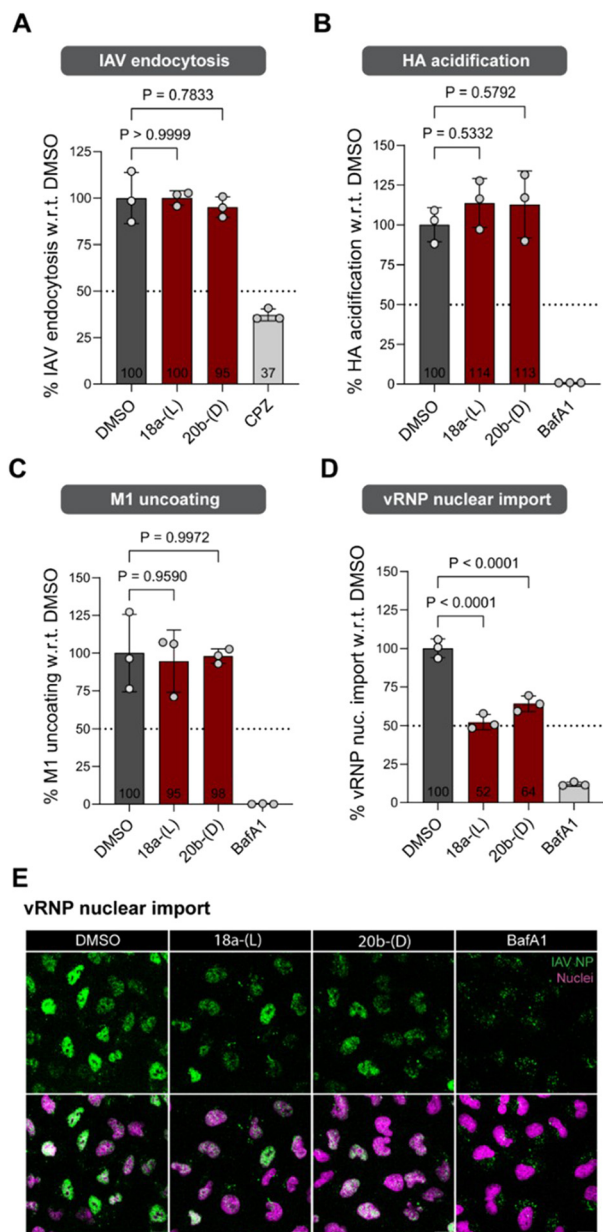 A
IAV endocytosis
P = 0.7833
P > 0.9999
% IAV endocytosis w.r.t. DMSO
125
100
75
50
25
0
100
100
95
37
DMSO
18a-(L)
20b-(D)
CPZ
B
HA acidification
P = 0.5792
P = 0.5332
% HA acidification w.r.t. DMSO
150
125
100
75
50
25
0
100
114
113
DMSO
18a-(L)
20b-(D)
BafA1
C
M1 uncoating
P = 0.9972
P = 0.9590
% M1 uncoating w.r.t. DMSO
150
125
100
75
50
25
0
100
95
98
DMSO
18a-(L)
20b-(D)
BafA1
D
vRNP nuclear import
P < 0.0001
P < 0.0001
% vRNP nuc. import w.r.t. DMSO
150
100
50
0
100
52
64
DMSO
18a-(L)
20b-(D)
BafA1
E
vRNP nuclear import
DMSO
18a-(L)
20b-(D)
BafA1
IAV NP
Nuclei